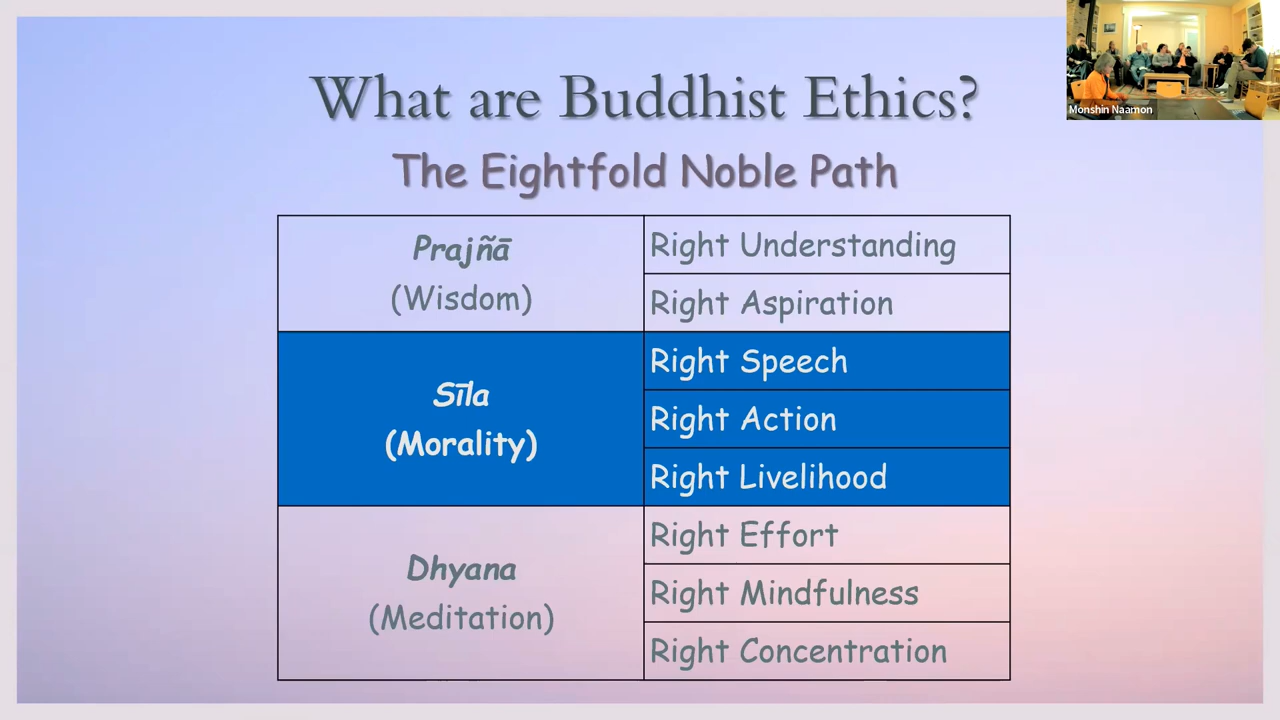 What are Buddhist Ethics?
Monshin Naamon
The Eightfold Noble Path
Prajñā
(Wisdom)
Right Understanding
Right Aspiration
Sīla
(Morality)
Right Speech
Right Action
Right Livelihood
Dhyana
(Meditation)
Right Effort
Right Mindfulness
Right Concentration